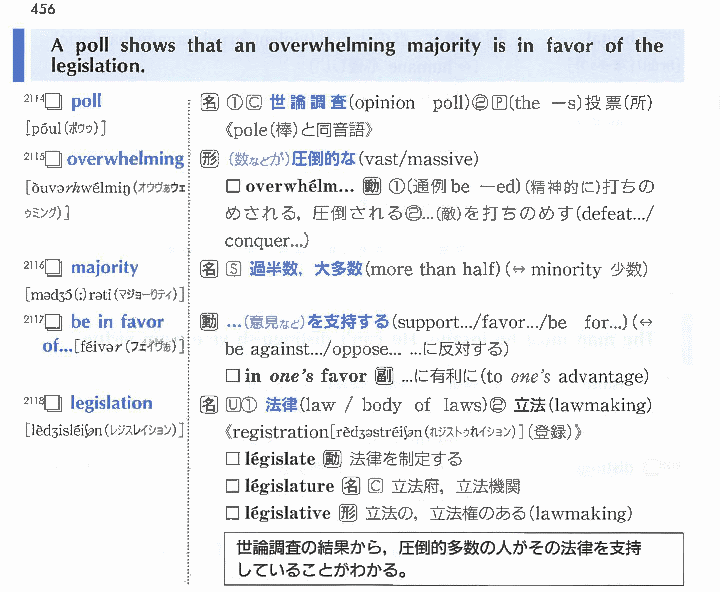 456
A poll shows that an overwhelming majority is in favor of the
legislation.
2114□ poll
[póul(ポウゥ)]
名 ①C 世論調査(opinion poll)②P(the ―s)投票(所)
《pole(棒)と同音語》
2115□ overwhelming
[òuvərhwélmiŋ(オウヴァウェ
ゥミング)]
形 (数などが)圧倒的な(vast/massive)
□ overwhélm... 動 ①(通例be ―ed)(精神的に)打ちの
めされる，圧倒される②...(敵)を打ちのめす(defeat.../
conquer...)
2116□ majority
[mədʒɔ́(:)rəti(マジョーゥリティ)]
名 S 過半数，大多数(more than half)(↔ minority 少数)
2117□ be in favor
of...[féivər(フェイヴァ)]
動 ...(意見など)を支持する(support.../favor.../be for...)(↔
be against.../oppose... ...に反対する)
□ in one's favor 副 ...に有利に(to one's advantage)
2118□ legislation
[lèdʒisléiʃən(レジスレイション)]
名 U① 法律(law / body of laws)② 立法(lawmaking)
《registration[rèdʒəstréiʃən(れジストゥれイション)](登録)》
□ législate 動 法律を制定する
□ législature 名 C 立法府，立法機関
□ législative 形 立法の，立法権のある(lawmaking)
世論調査の結果から，圧倒的多数の人がその法律を支持
していることがわかる。